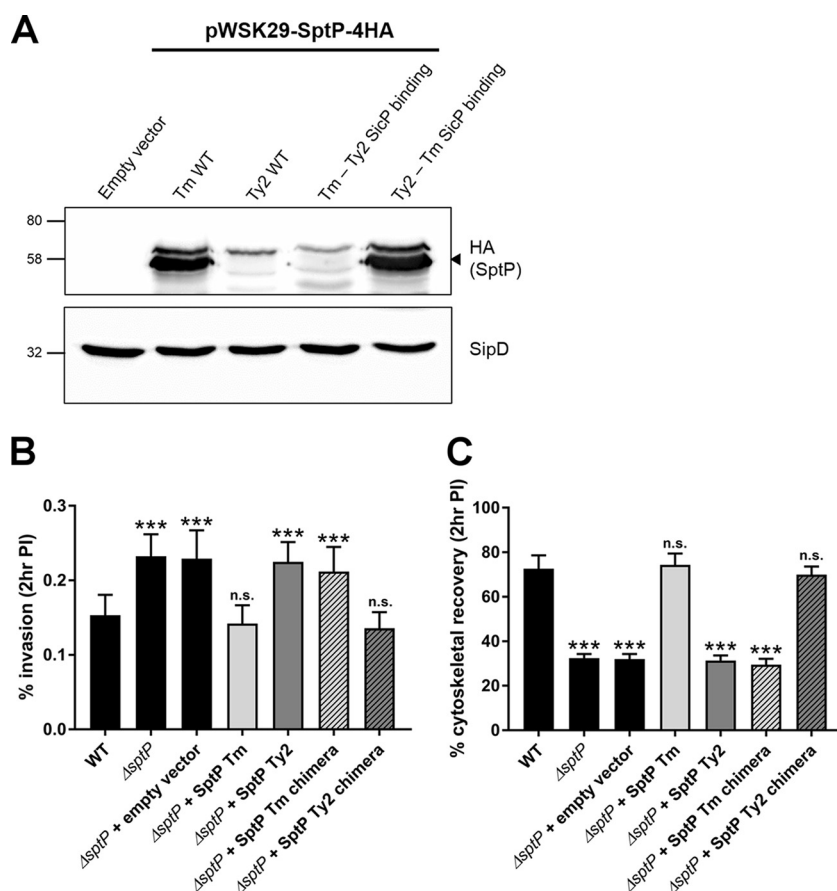 A
pWSK29-SptP-4HA
Empty vector
Tm WT
Ty2 WT
Tm – Ty2 SicP binding
Ty2 – Tm SicP binding
80
58
HA
(SptP)
32
SipD
B
% invasion (2hr PI)
0.3
0.2
0.1
0.0
***
***
n.s.
***
***
n.s.
WT
ΔsptP
ΔsptP + empty vector
ΔsptP + SptP Tm
ΔsptP + SptP Ty2
ΔsptP + SptP Tm chimera
ΔsptP + SptP Ty2 chimera
C
% cytoskeletal recovery (2hr PI)
100
80
60
40
20
0
***
***
n.s.
***
***
n.s.
WT
ΔsptP
ΔsptP + empty vector
ΔsptP + SptP Tm
ΔsptP + SptP Ty2
ΔsptP + SptP Tm chimera
ΔsptP + SptP Ty2 chimera